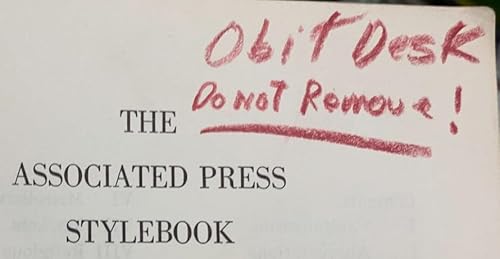 Obit Desk
Do Not Remove!
THE
ASSOCIATED PRESS
STYLEBOOK